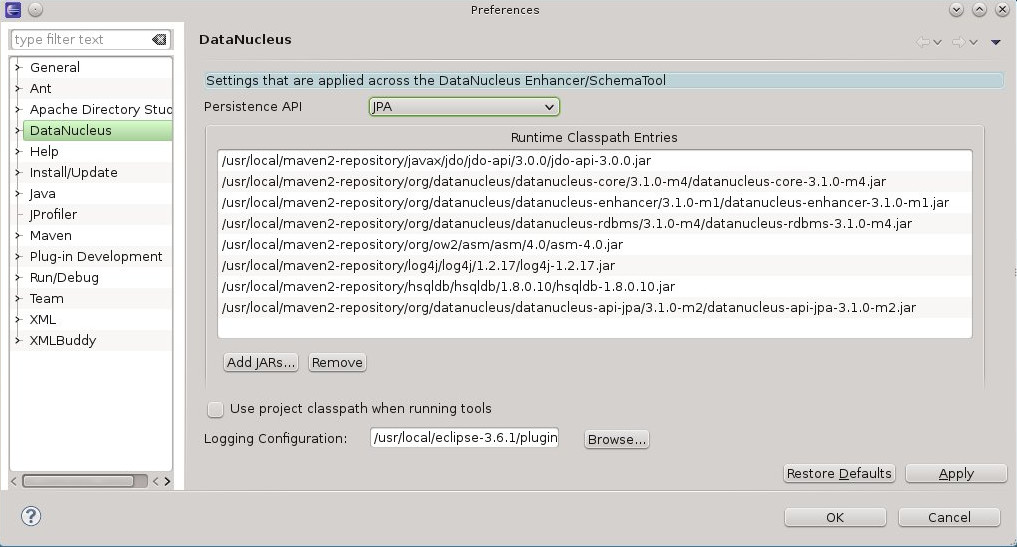 Preferences
type filter text
General
Ant
Apache Directory Stud
DataNucleus
Help
Install/Update
Java
JProfiler
Maven
Plug-in Development
Run/Debug
Team
XML
XMLBuddy
DataNucleus
Settings that are applied across the DataNucleus Enhancer/SchemaTool
Persistence API JPA
Runtime Classpath Entries
/usr/local/maven2-repository/javax/jdo/jdo-api/3.0.0/jdo-api-3.0.0.jar
/usr/local/maven2-repository/org/datanucleus/datanucleus-core/3.1.0-m4/datanucleus-core-3.1.0-m4.jar
/usr/local/maven2-repository/org/datanucleus/datanucleus-enhancer/3.1.0-m1/datanucleus-enhancer-3.1.0-m1.jar
/usr/local/maven2-repository/org/datanucleus/datanucleus-rdbms/3.1.0-m4/datanucleus-rdbms-3.1.0-m4.jar
/usr/local/maven2-repository/org/ow2/asm/asm/4.0/asm-4.0.jar
/usr/local/maven2-repository/log4j/log4j/1.2.17/log4j-1.2.17.jar
/usr/local/maven2-repository/hsqldb/hsqldb/1.8.0.10/hsqldb-1.8.0.10.jar
/usr/local/maven2-repository/org/datanucleus/datanucleus-api-jpa/3.1.0-m2/datanucleus-api-jpa-3.1.0-m2.jar
Add JARs... Remove
Use project classpath when running tools
Logging Configuration: /usr/local/eclipse-3.6.1/plugin Browse...
Restore Defaults Apply
? OK Cancel